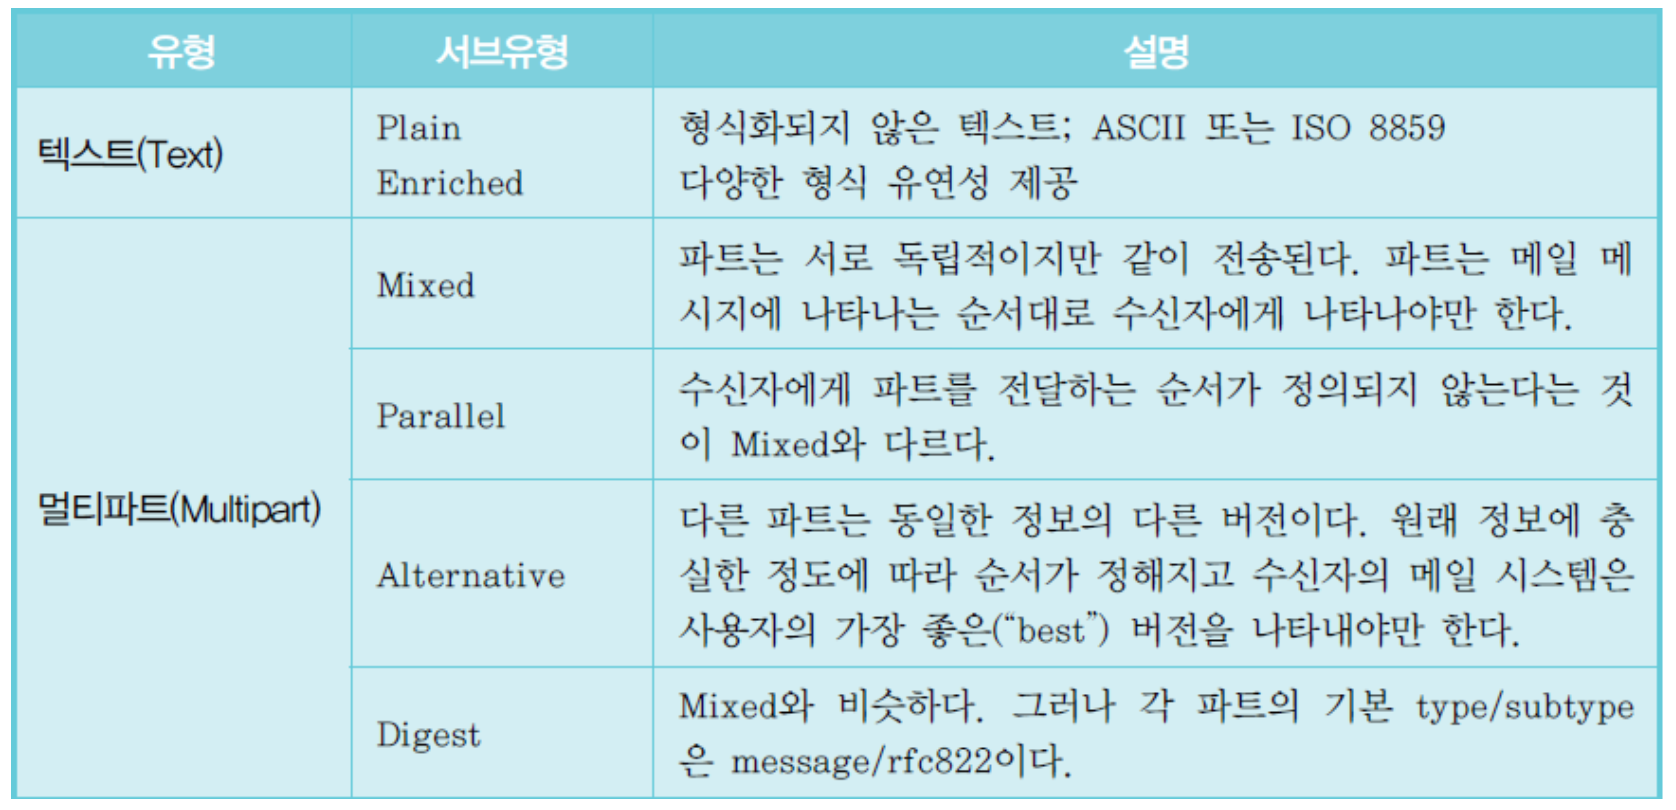 유형 서브유형 설명
텍스트(Text)
Plain
Enriched
형식화되지 않은 텍스트; ASCII 또는 ISO 8859
다양한 형식 유연성 제공
멀티파트(Multipart)
Mixed
파트는 서로 독립적이지만 같이 전송된다. 파트는 메일 메
시지에 나타나는 순서대로 수신자에게 나타나야만 한다.
Parallel
수신자에게 파트를 전달하는 순서가 정의되지 않는다는 것
이 Mixed와 다르다.
Alternative
다른 파트는 동일한 정보의 다른 버전이다. 원래 정보에 충
실한 정도에 따라 순서가 정해지고 수신자의 메일 시스템은
사용자의 가장 좋은(“best”) 버전을 나타내야만 한다.
Digest
Mixed와 비슷하다. 그러나 각 파트의 기본 type/subtype
은 message/rfc822이다.